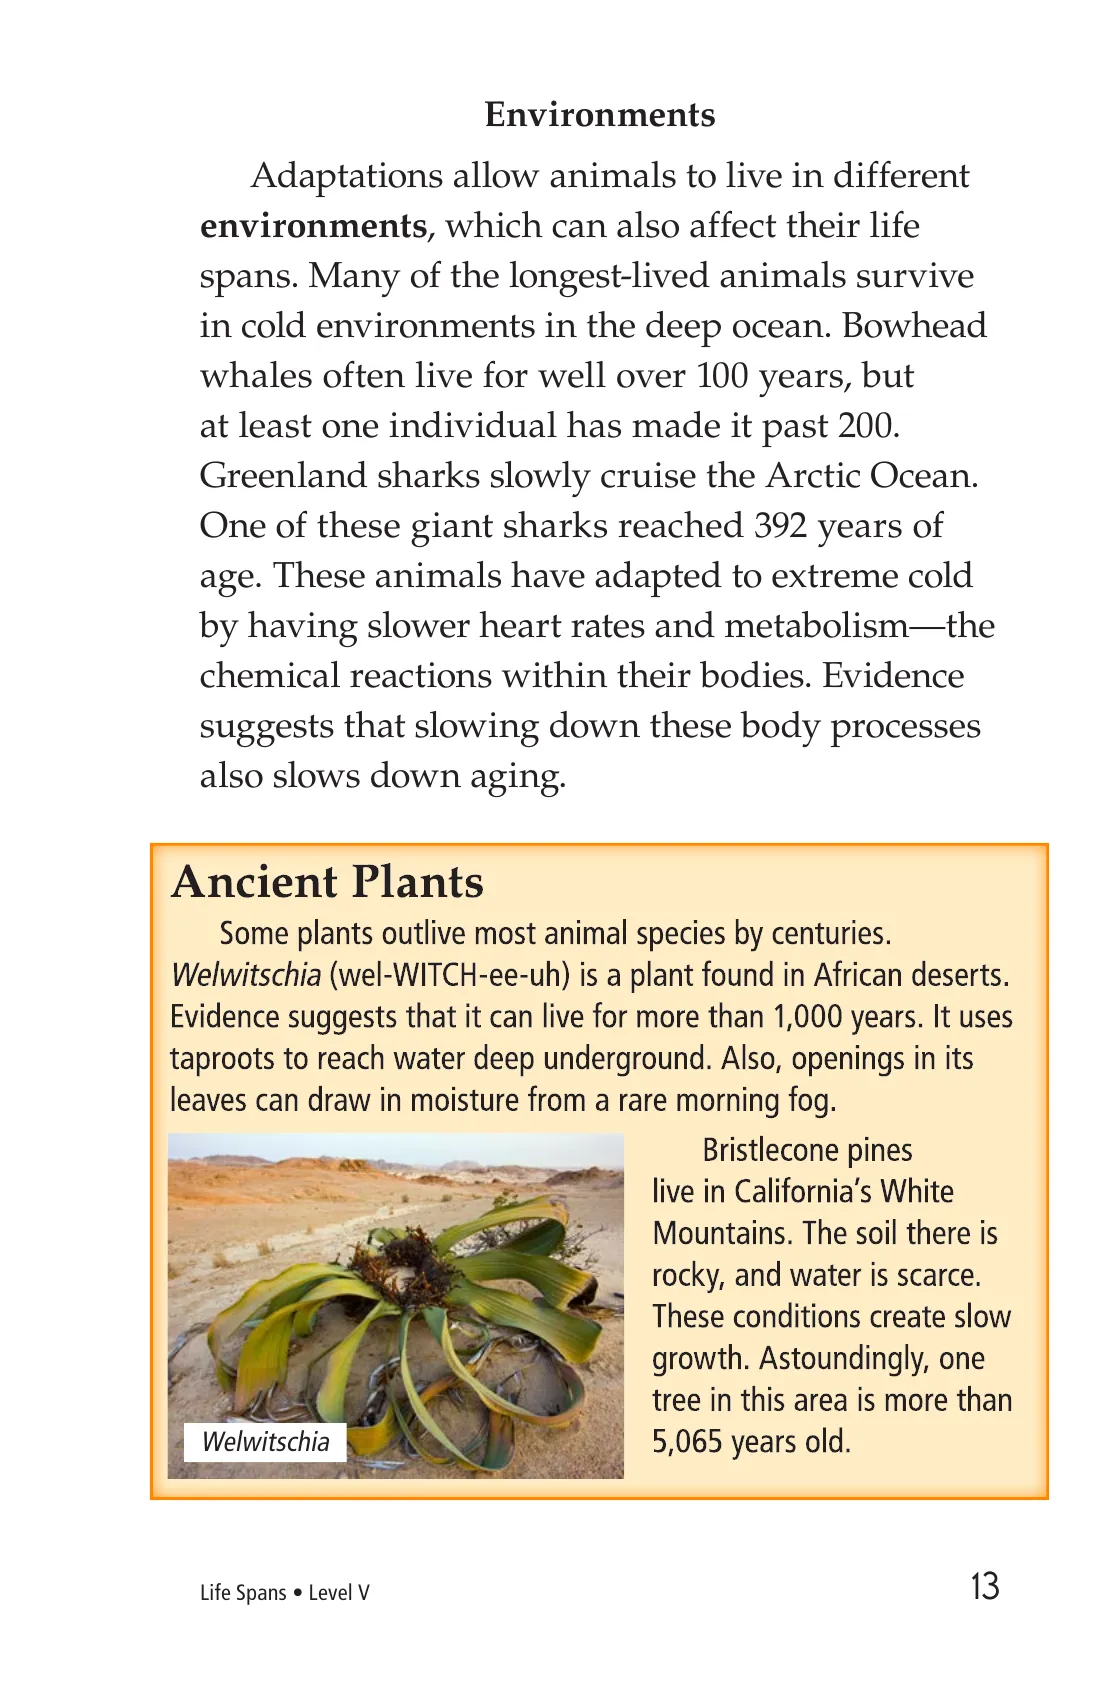 Environments
Adaptations allow animals to live in different
environments, which can also affect their life
spans. Many of the longest-lived animals survive
in cold environments in the deep ocean. Bowhead
whales often live for well over 100 years, but
at least one individual has made it past 200.
Greenland sharks slowly cruise the Arctic Ocean.
One of these giant sharks reached 392 years of
age. These animals have adapted to extreme cold
by having slower heart rates and metabolism—the
chemical reactions within their bodies. Evidence
suggests that slowing down these body processes
also slows down aging.
Ancient Plants
Some plants outlive most animal species by centuries.
Welwitschia (wel-WITCH-ee-uh) is a plant found in African deserts.
Evidence suggests that it can live for more than 1,000 years. It uses
taproots to reach water deep underground. Also, openings in its
leaves can draw in moisture from a rare morning fog.
Bristlecone pines
live in California’s White
Mountains. The soil there is
rocky, and water is scarce.
These conditions create slow
growth. Astoundingly, one
tree in this area is more than
5,065 years old.
Welwitschia
Life Spans • Level V
13